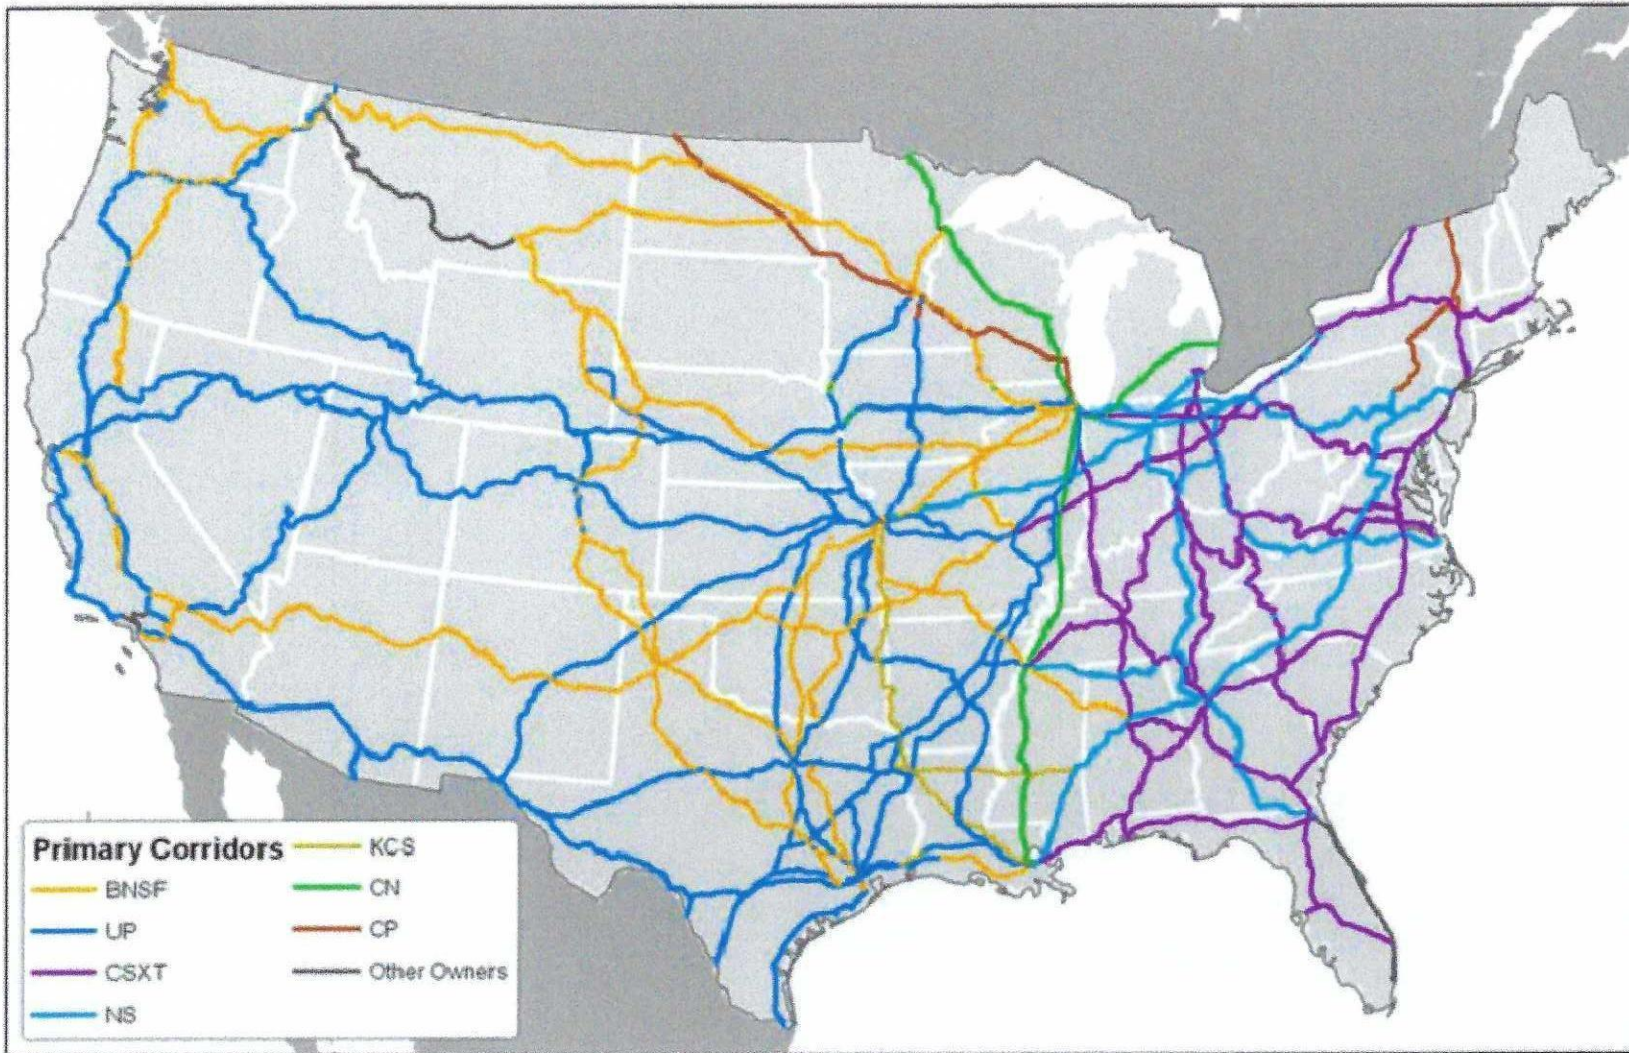 Primary Corridors
BNSF
UP
CSXT
NS
KCS
CN
CP
Other Owners